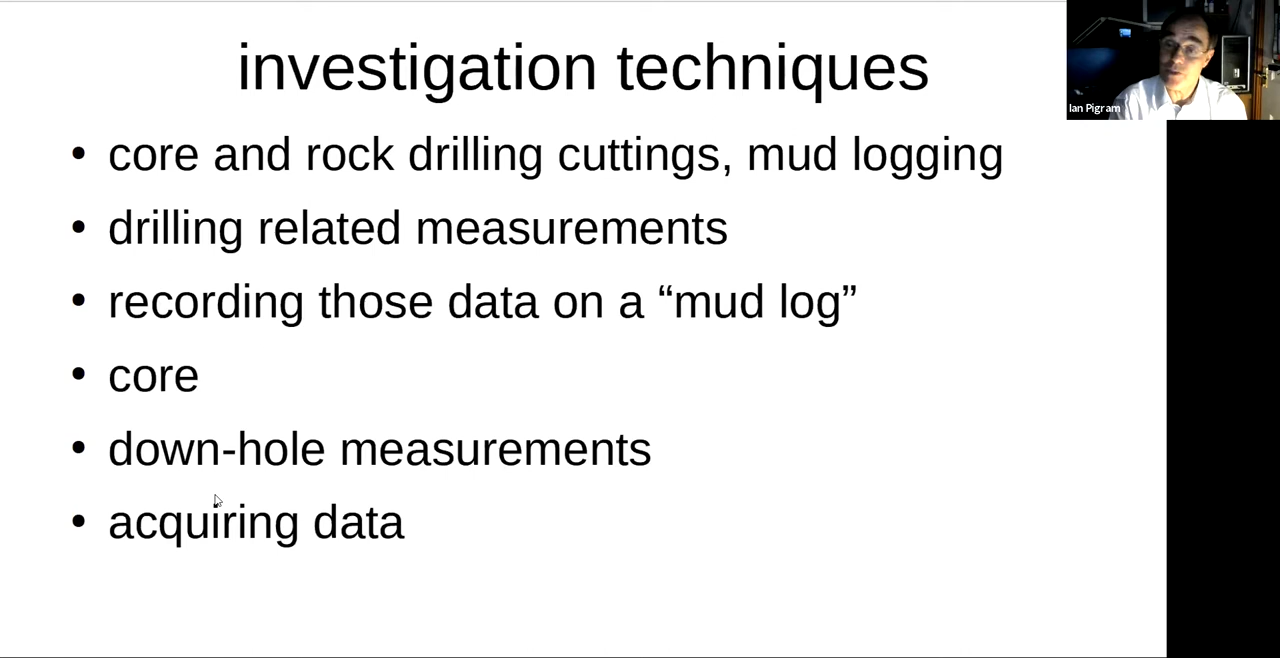 investigation techniques
• core and rock drilling cuttings, mud logging
• drilling related measurements
• recording those data on a “mud log”
• core
• down-hole measurements
• acquiring data
Ian Pigram